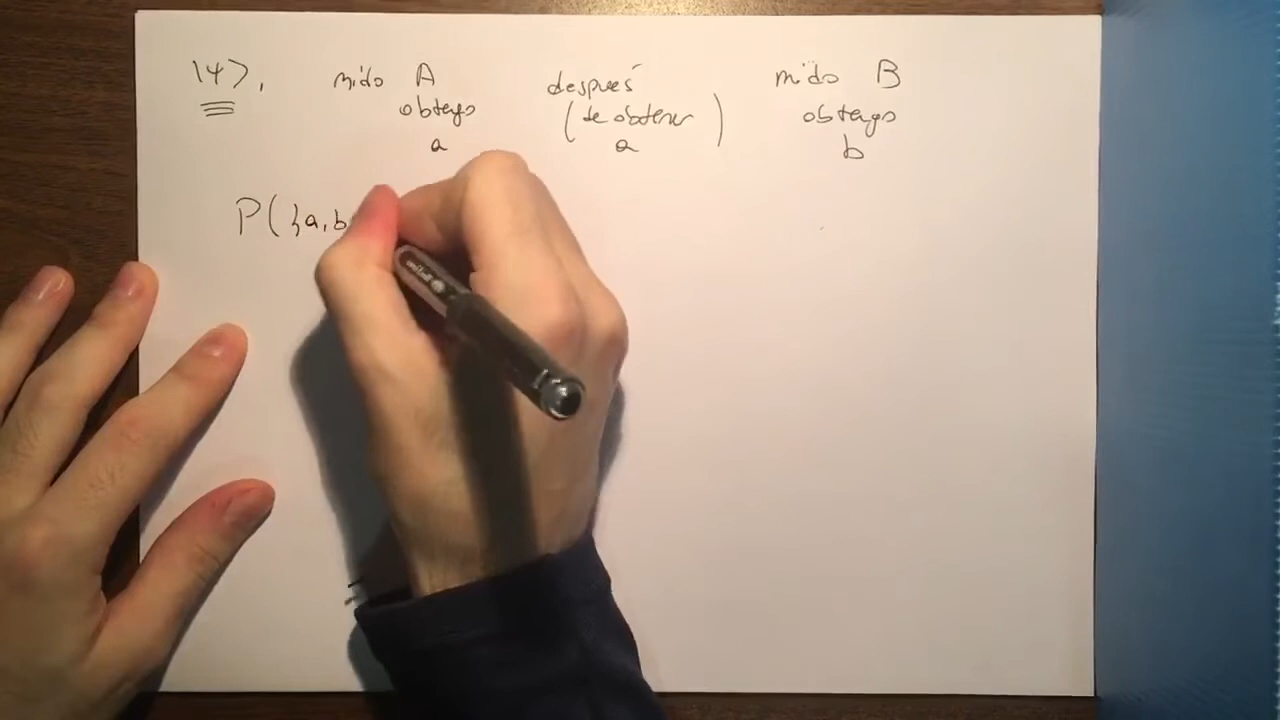 |ψ⟩, mido A después mido B
obtengo (de obtener) obtengo
a a b
P({a,b